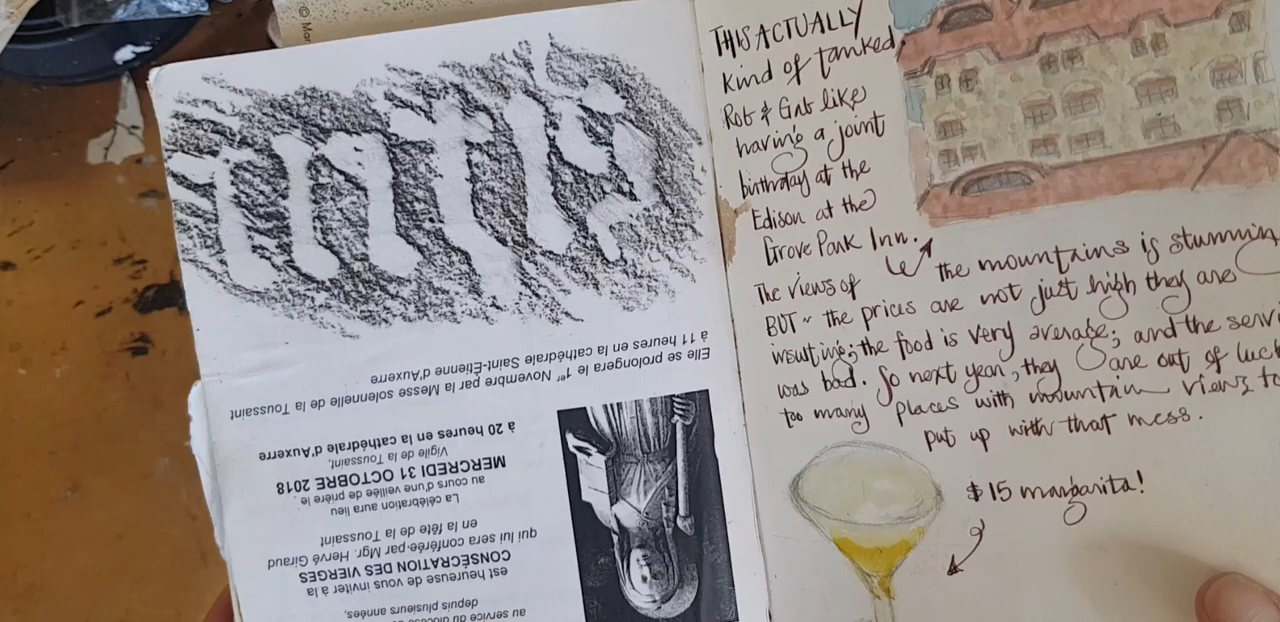 © Mar
au service du
depuis plusieurs années,
est heureuse de vous inviter à la
CONSÉCRATION DES VIERGES
qui lui sera conférée par Mgr. Hervé Giraud
en la fête de la Toussaint
La célébration aura lieu
au cours d'une veillée de prière le
MERCREDI 31 OCTOBRE 2018
Vigile de la Toussaint,
à 20 heures en la cathédrale d'Auxerre
Elle se prolongera le 1er Novembre par la Messe solennelle de la Toussaint
à 11 heures en la cathédrale Saint-Étienne d'Auxerre
THIS ACTUALLY
kind of tanked.
Rob & Gab likes
having a joint
birthday at the
Edison at the
Grove Park Inn.
The views of the mountains is stunning
BUT ~ the prices are not just high they are
insulting; the food is very average; and the servi
was bad. So next year, they are out of luck
too many places with mountain views to
put up with that mess.
$15 margarita!